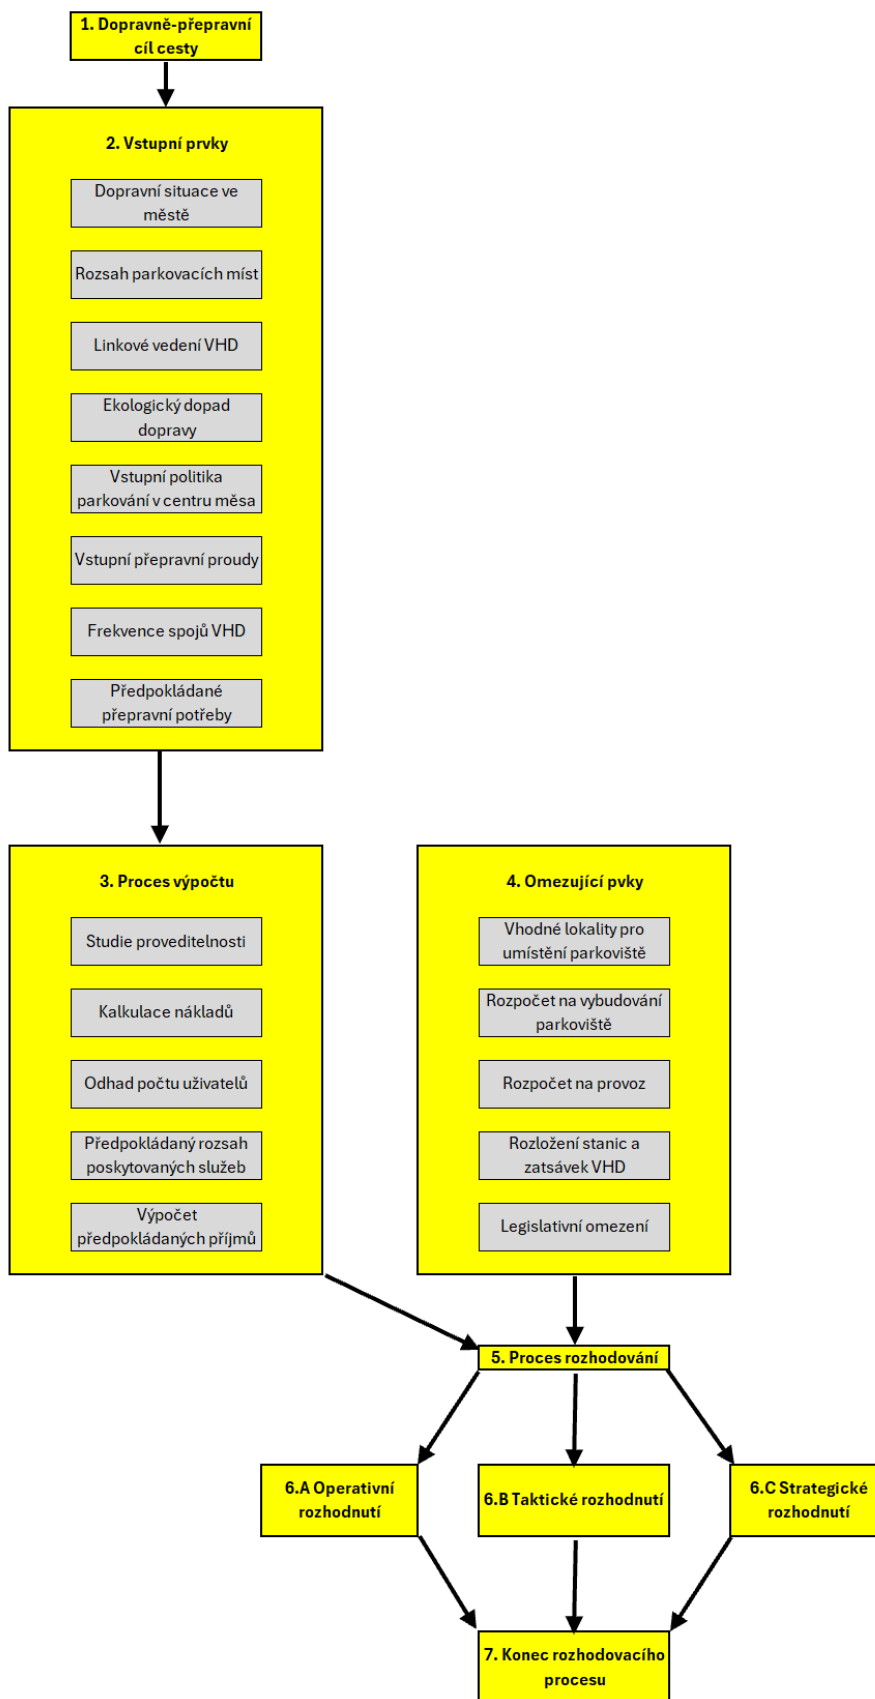 1. Dopravně-přepravní
cíl cesty
2. Vstupní prvky
Dopravní situace ve
městě
Rozsah parkovacích míst
Linkové vedení VHD
Ekologický dopad
dopravy
Vstupní politika
parkování v centru měsa
Vstupní přepravní proudy
Frekvence spojů VHD
Předpokládané
přepravní potřeby
3. Proces výpočtu
Studie proveditelnosti
Kalkulace nákladů
Odhad počtu uživatelů
Předpokládaný rozsah
poskytovaných služeb
Výpočet
předpokládaných příjmů
4. Omezující pvky
Vhodné lokality pro
umístění parkoviště
Rozpočet na vybudování
parkoviště
Rozpočet na provoz
Rozložení stanic a
zatsávek VHD
Legislativní omezení
5. Proces rozhodování
6.A Operativní
rozhodnutí
6.B Taktické rozhodnutí
6.C Strategické
rozhodnutí
7. Konec rozhodovacího
procesu